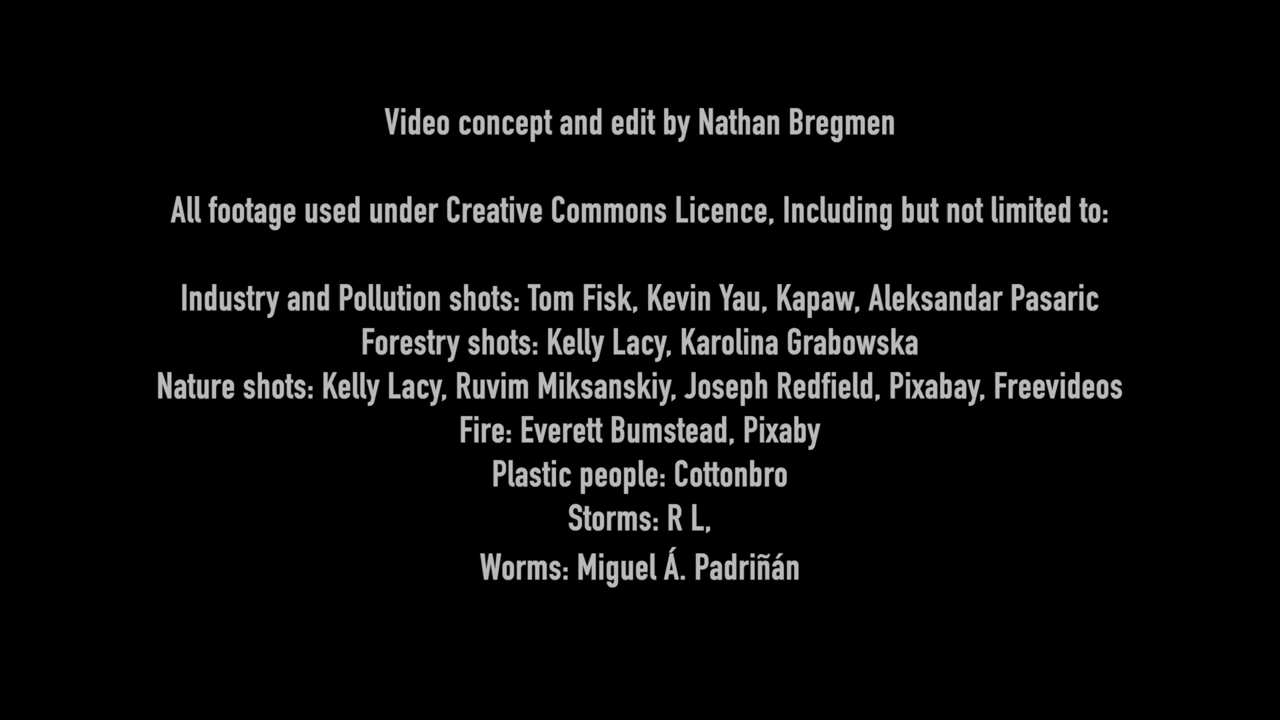 Video concept and edit by Nathan Bregmen
All footage used under Creative Commons Licence, Including but not limited to:
Industry and Pollution shots: Tom Fisk, Kevin Yau, Kapaw, Aleksandar Pasaric
Forestry shots: Kelly Lacy, Karolina Grabowska
Nature shots: Kelly Lacy, Ruvim Miksanskiy, Joseph Redfield, Pixabay, Freevideos
Fire: Everett Bumstead, Pixaby
Plastic people: Cottonbro
Storms: R L,
Worms: Miguel Á. Padriñán